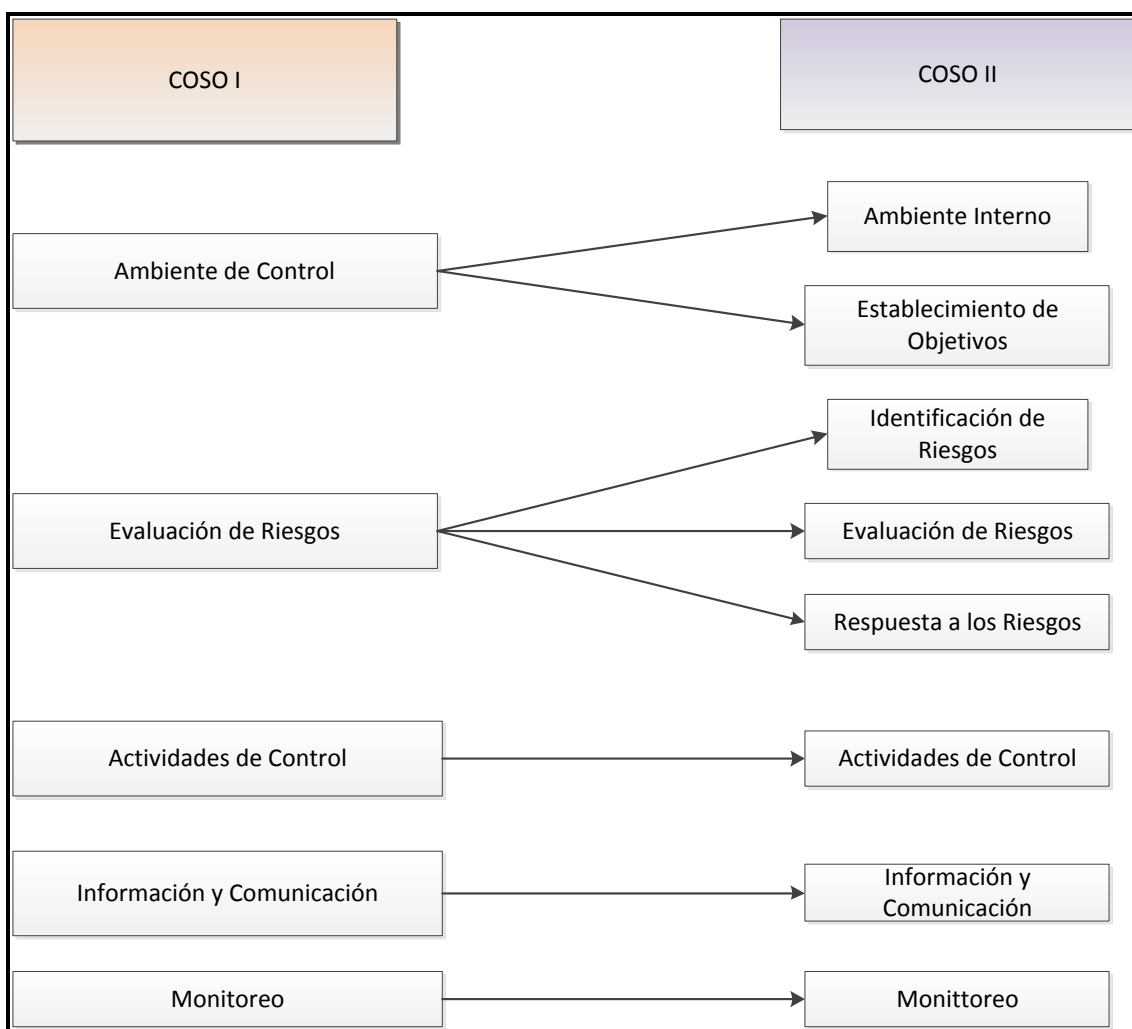 COSO I
COSO II
Ambiente de Control
Ambiente Interno
Establecimiento de
Objetivos
Evaluación de Riesgos
Identificación de
Riesgos
Evaluación de Riesgos
Respuesta a los Riesgos
Actividades de Control
Actividades de Control
Información y Comunicación
Información y
Comunicación
Monitoreo
Monittoreo